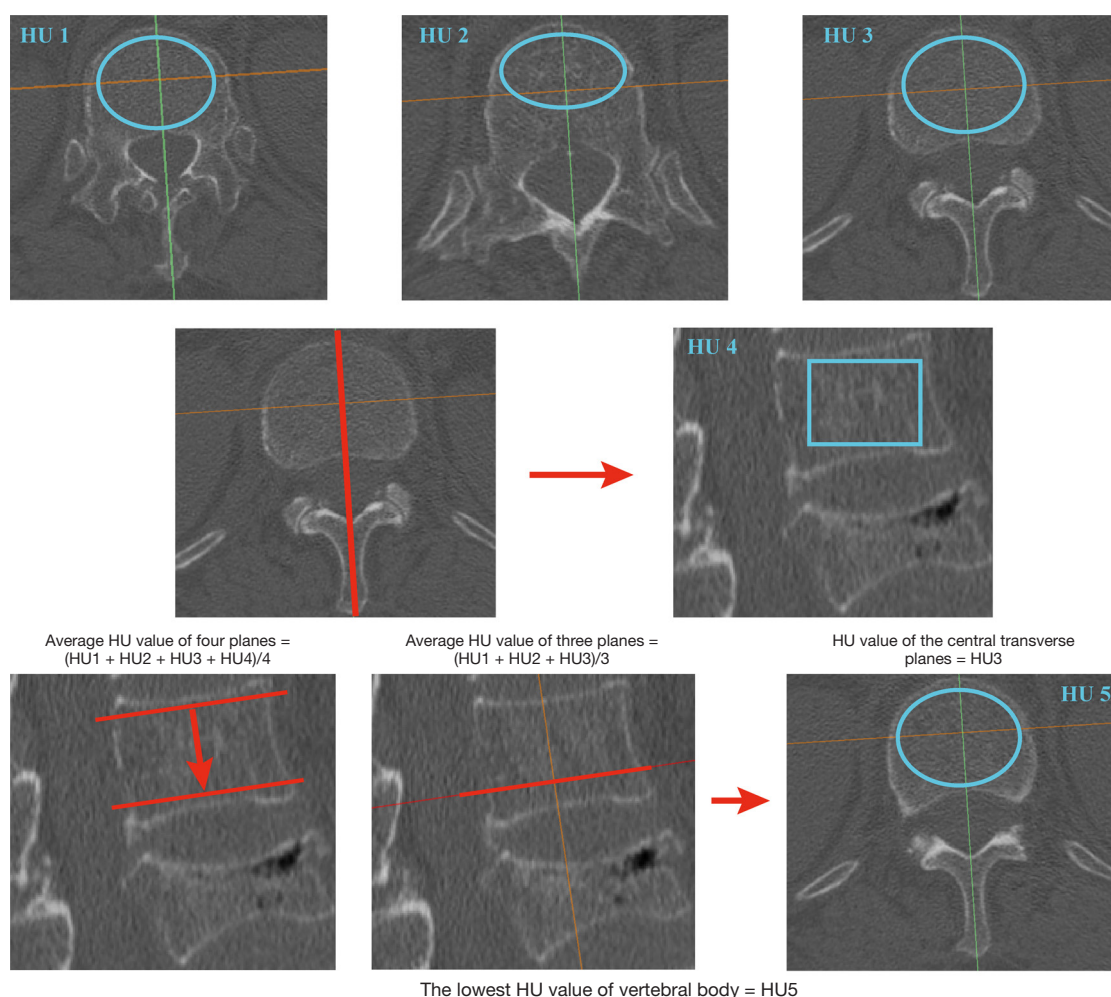 HU 1
HU 2
HU 3
HU 4
Average HU value of four planes =
(HU1 + HU2 + HU3 + HU4)/4
Average HU value of three planes =
(HU1 + HU2 + HU3)/3
HU value of the central transverse
planes = HU3
HU 5
The lowest HU value of vertebral body = HU5